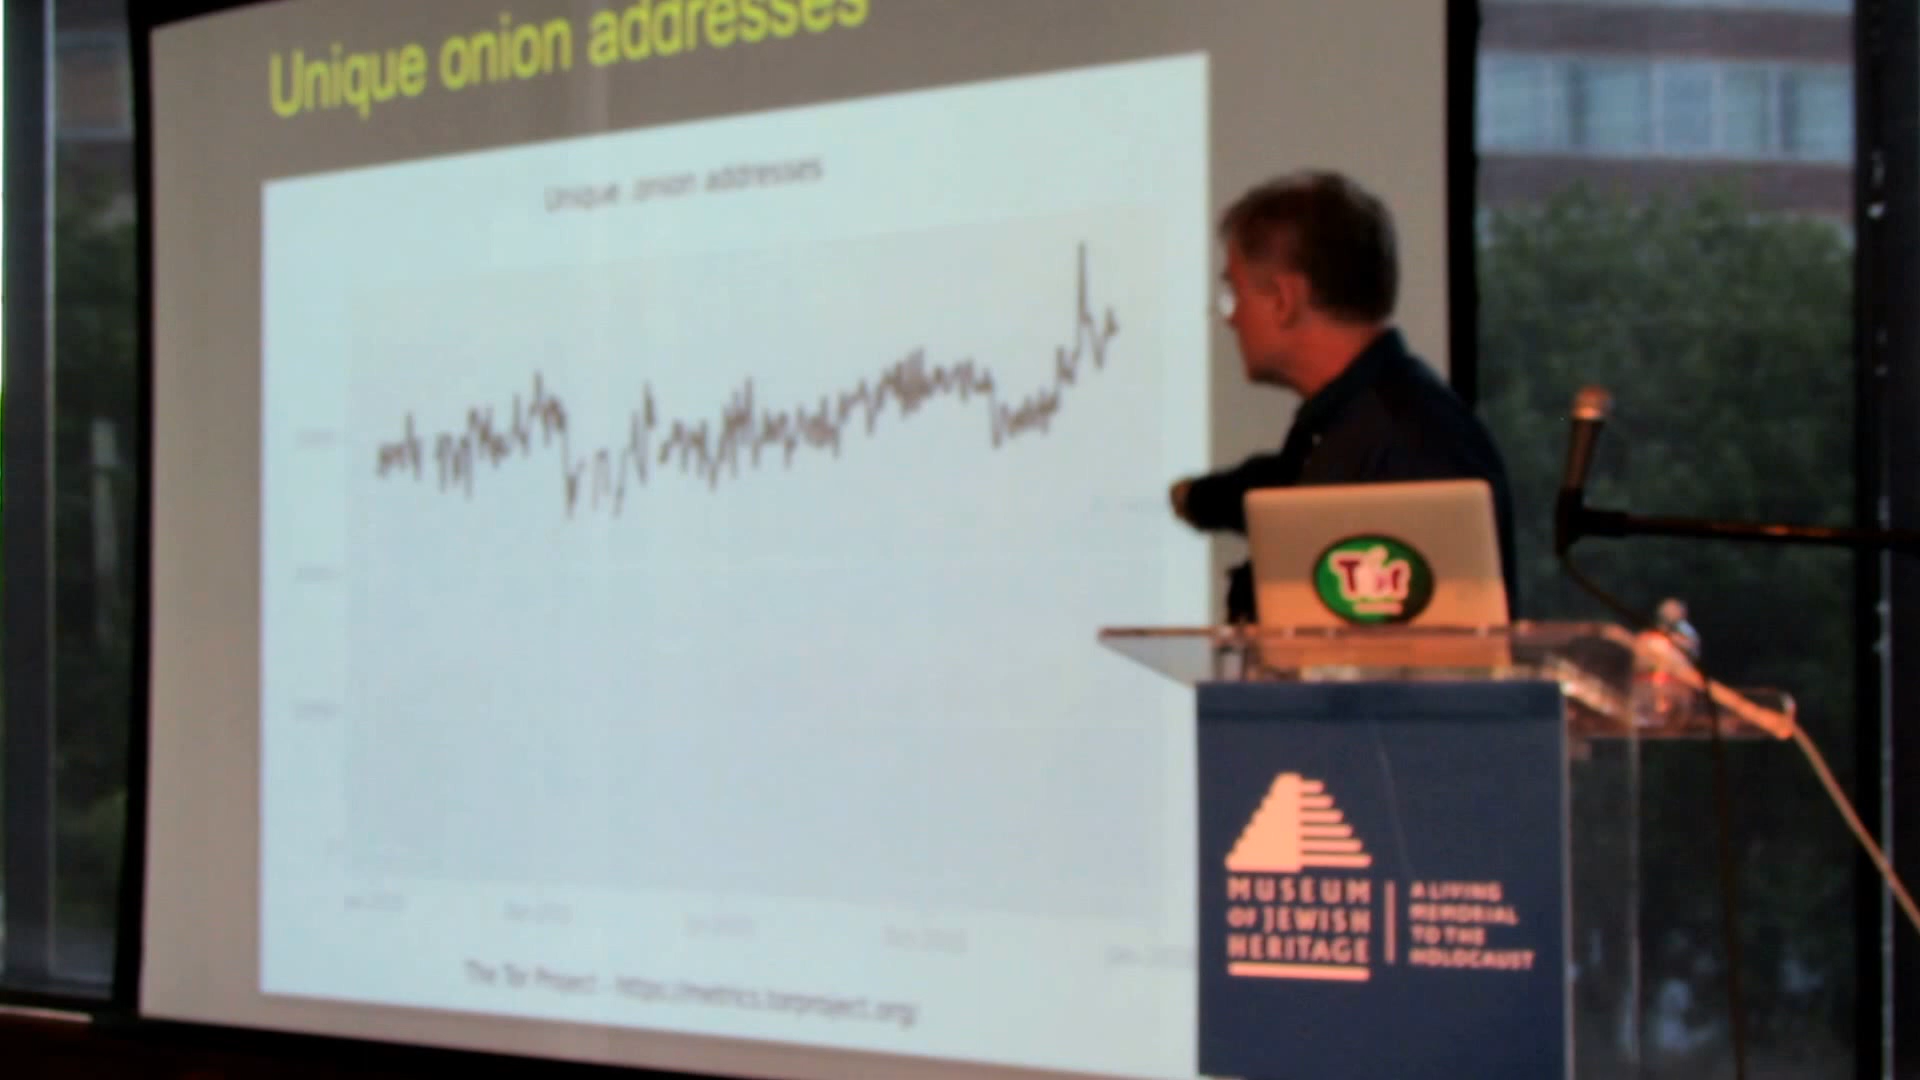 Unique onion addresses
Unique .onion addresses
The Tor Project - https://metrics.torproject.org/
Tor
MUSEUM
OF JEWISH
HERITAGE
A LIVING
MEMORIAL
TO THE
HOLOCAUST